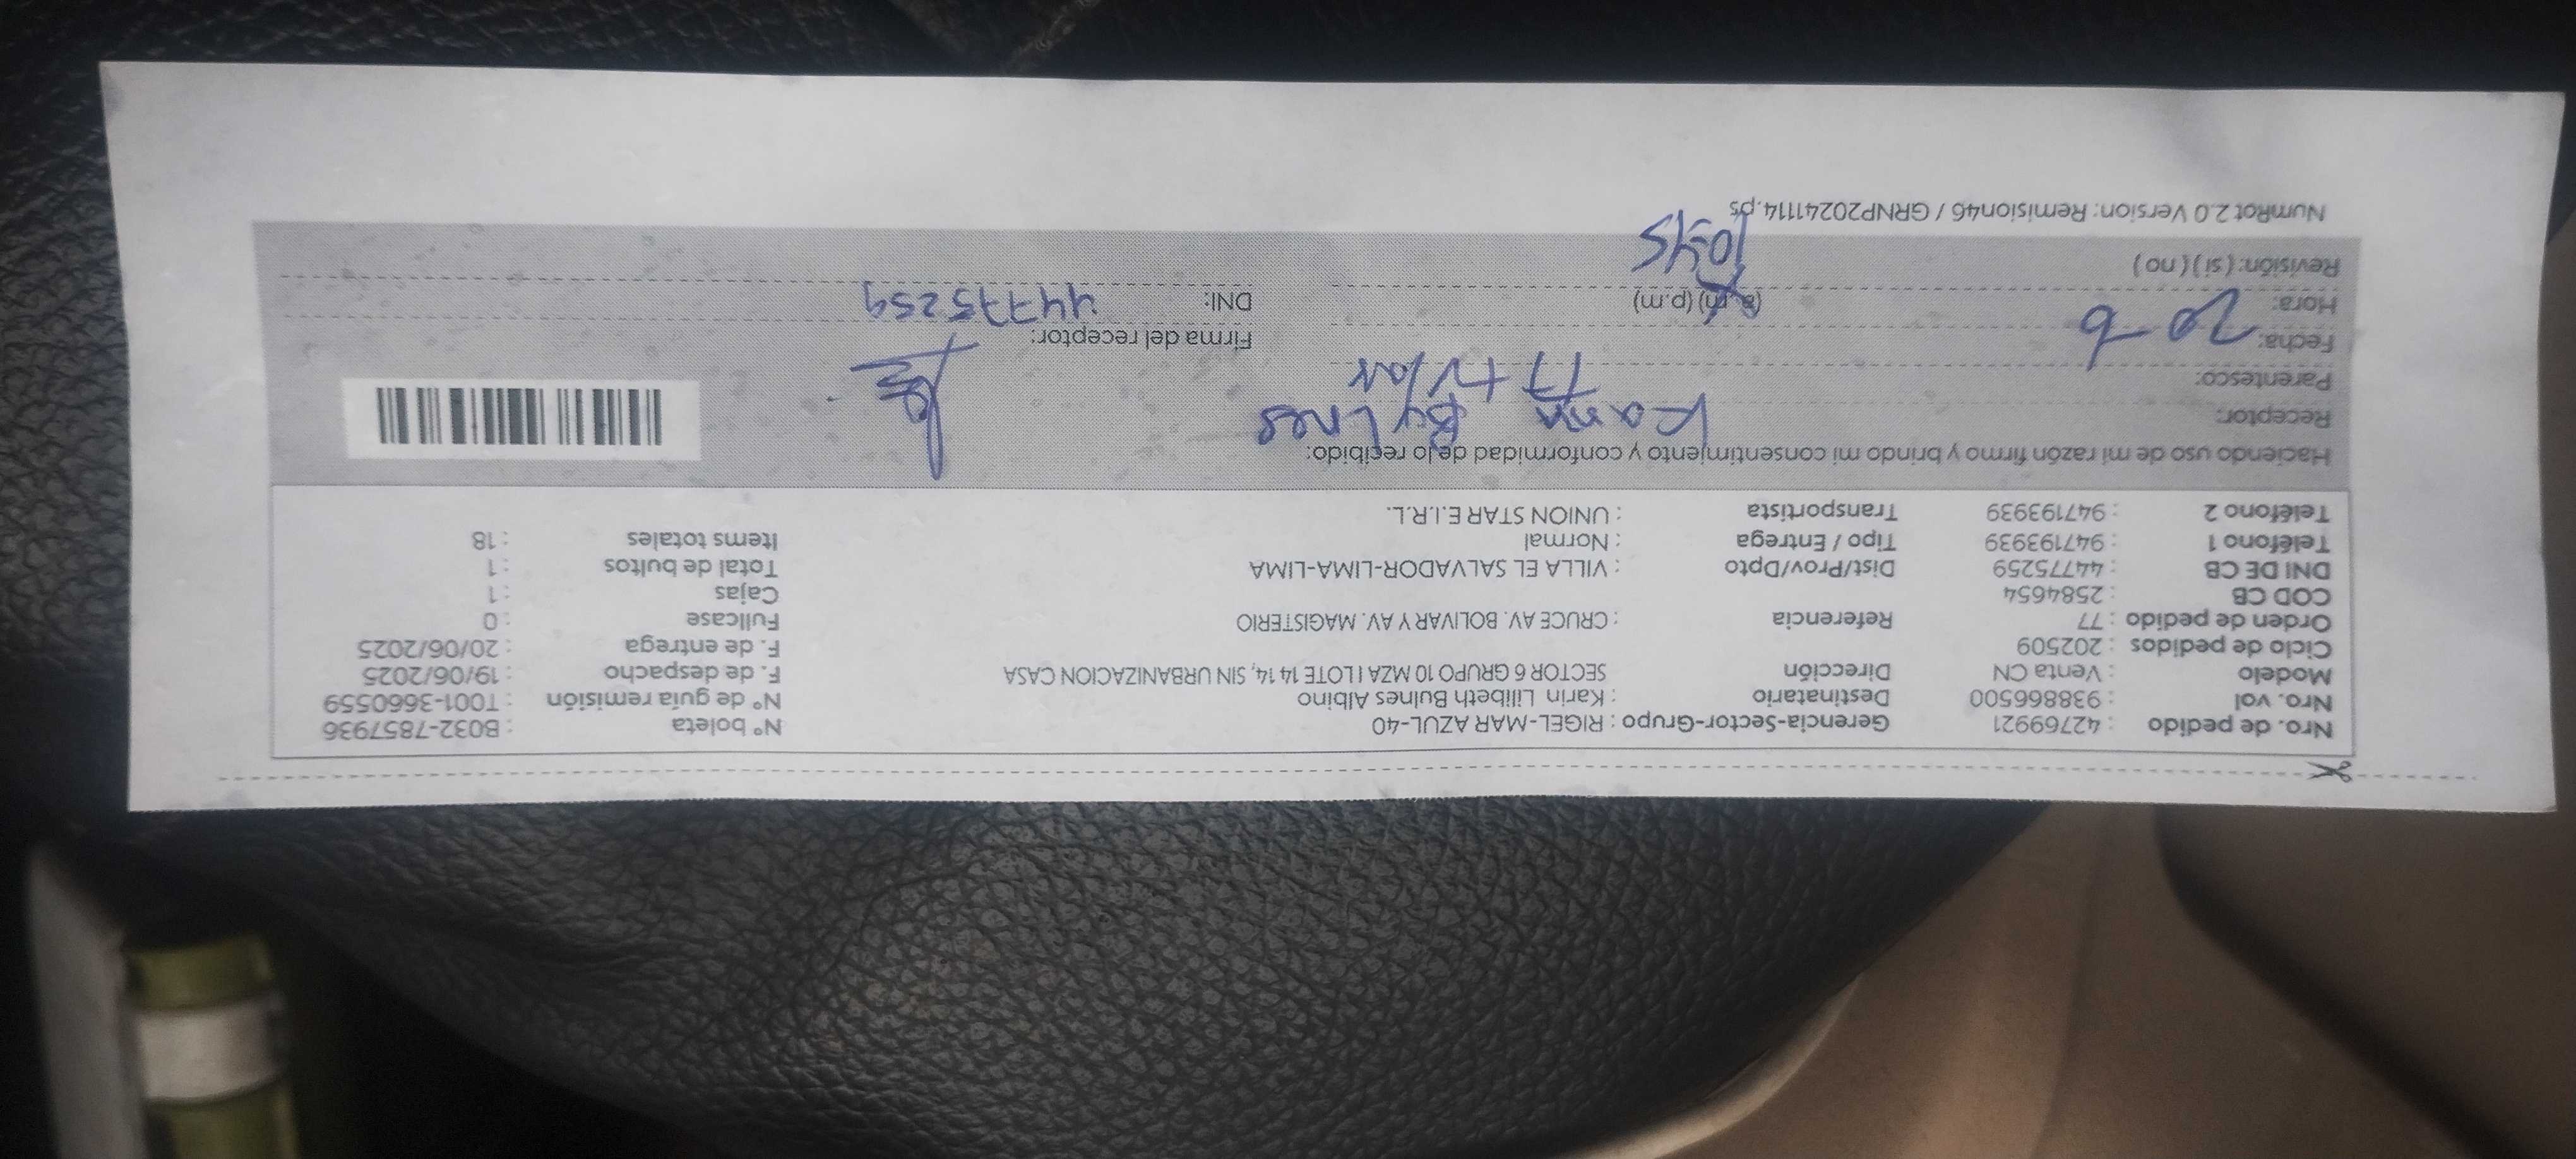 Nro. de pedido : 42769921 Gerencia-Sector-Grupo : RIGEL-MAR AZUL-40 N° boleta : B032-7857936
Nro. vol : 938866500 Destinatario : Karin Lilibeth Bulnes Albino N° de guía remisión : T001-36660559
Modelo : Venta CN Dirección SECTOR 6 GRUPO 10 MZA I LOTE 14 14, SIN URBANIZACION CASA F. de despacho : 19/06/2025
Ciclo de pedidos : 202509 F. de entrega : 20/06/2025
Orden de pedido : 77 Referencia : CRUCE AV. BOLIVAR Y AV. MAGISTERIO Fullcase : 0
COD CB : 2584654 Cajas : 1
DNI DE CB : 44775259 Dist/Prov/Dpto : VILLA EL SALVADOR-LIMA-LIMA Total de bultos : 1
Teléfono 1 : 947193939 Tipo / Entrega : Normal Items totales : 18
Teléfono 2 : 947193939 Transportista : UNION STAR E.I.R.L.
Haciendo uso de mi razón firmo y brindo mi consentimiento y conformidad de lo recibido:
Receptor: Karin Bulnes
Parentesco: Titular
Fecha: 20 6 Firma del receptor:
Hora: (a.m) (p.m) DNI: 44775259
Revisión: (si) (no) 10:45
NumRot 2.0 Version: Remision46 / GRNP20241114.ps